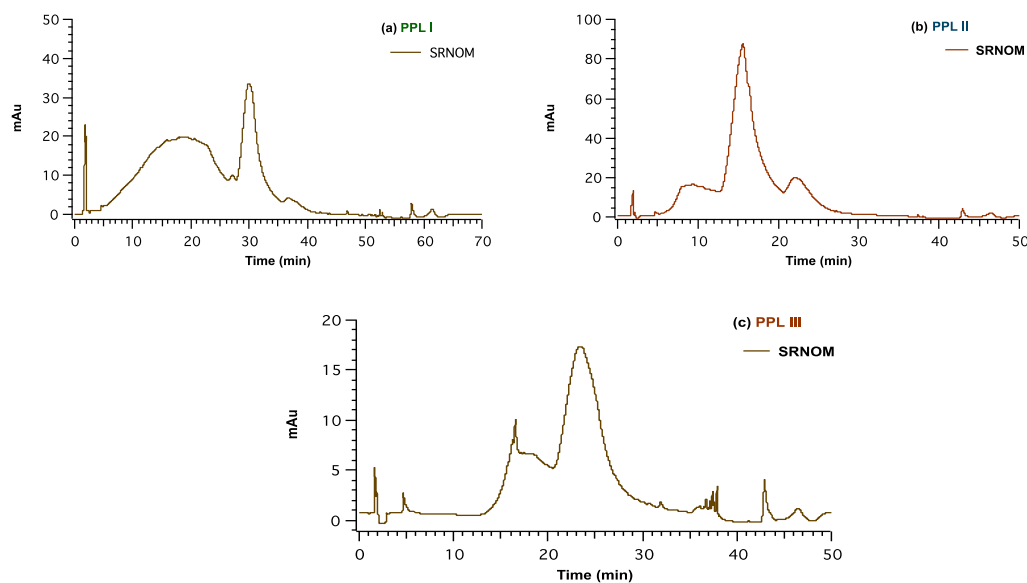 (a) PPL I
SRNOM
mAu
50
40
30
20
10
0
0 10 20 30 40 50 60 70
Time (min)
(b) PPL II
SRNOM
mAu
100
80
60
40
20
0
0 10 20 30 40 50
Time (min)
(c) PPL III
SRNOM
mAu
20
15
10
5
0
0 10 20 30 40 50
Time (min)